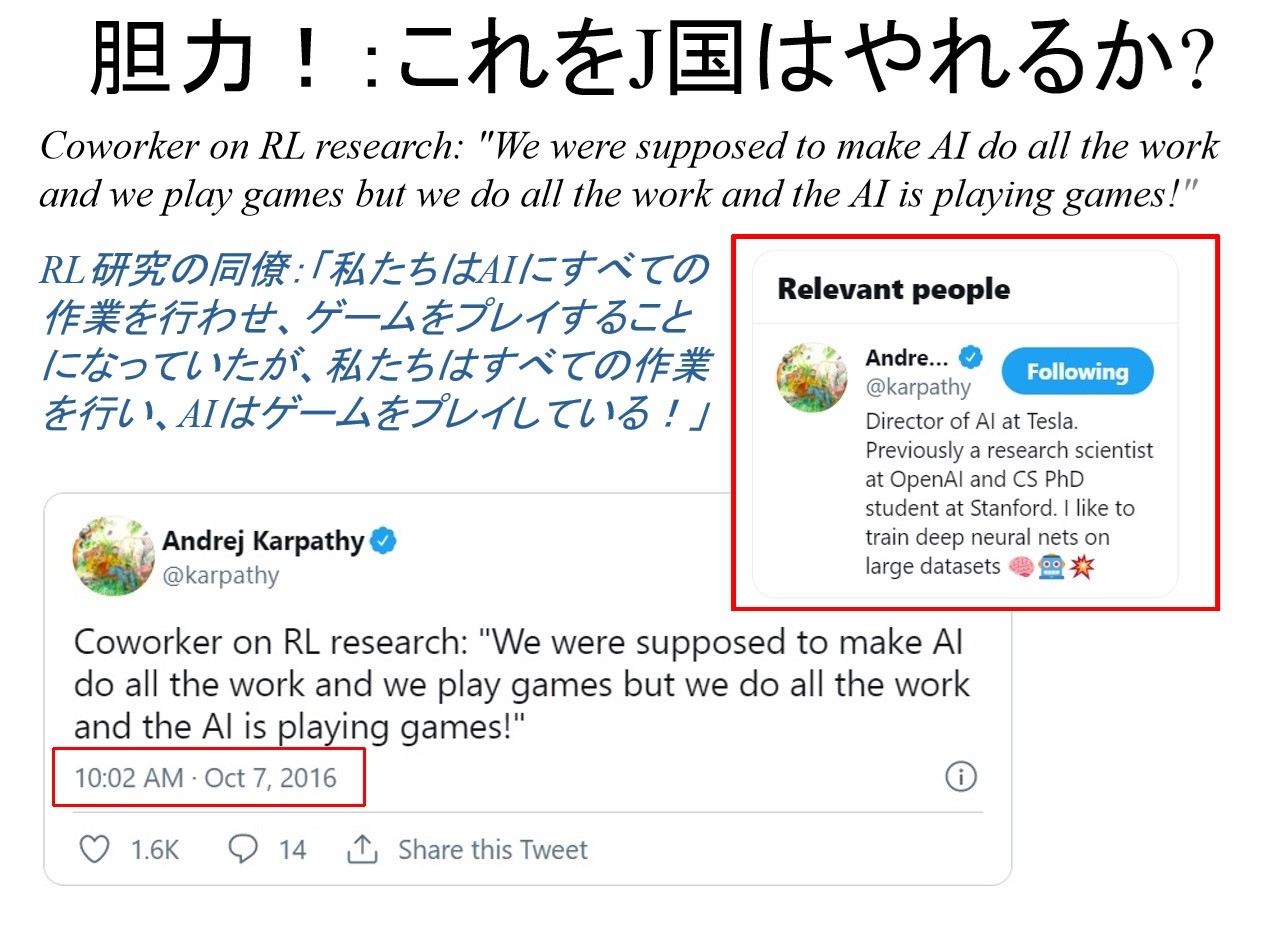 胆力！：これをJ国はやれるか?
Coworker on RL research: "We were supposed to make AI do all the work
and we play games but we do all the work and the AI is playing games!"
RL研究の同僚：「私たちはAIにすべての
作業を行わせ、ゲームをプレイすること
になっていたが、私たちはすべての作業
を行い、AIはゲームをプレイしている！」
Relevant people
Andre...
Following
@karpathy
Director of AI at Tesla.
Previously a research scientist
at OpenAI and CS PhD
student at Stanford. I like to
train deep neural nets on
large datasets 🧠🤖💥
Andrej Karpathy
@karpathy
Coworker on RL research: "We were supposed to make AI
do all the work and we play games but we do all the work
and the AI is playing games!"
10:02 AM · Oct 7, 2016
1.6K 14 Share this Tweet